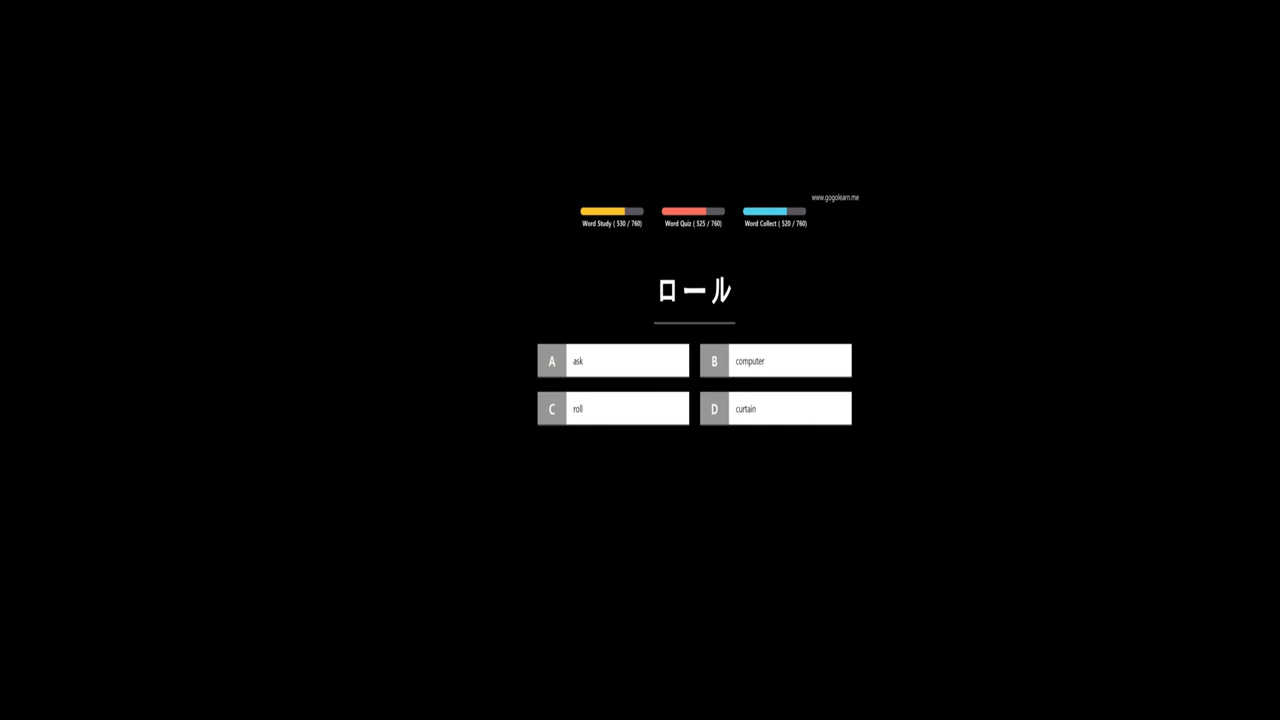 www.gogolearn.me
Word Study ( 530 / 760)
Word Quiz ( 525 / 760)
Word Collect ( 520 / 760)
ロール
A ask
B computer
C roll
D curtain